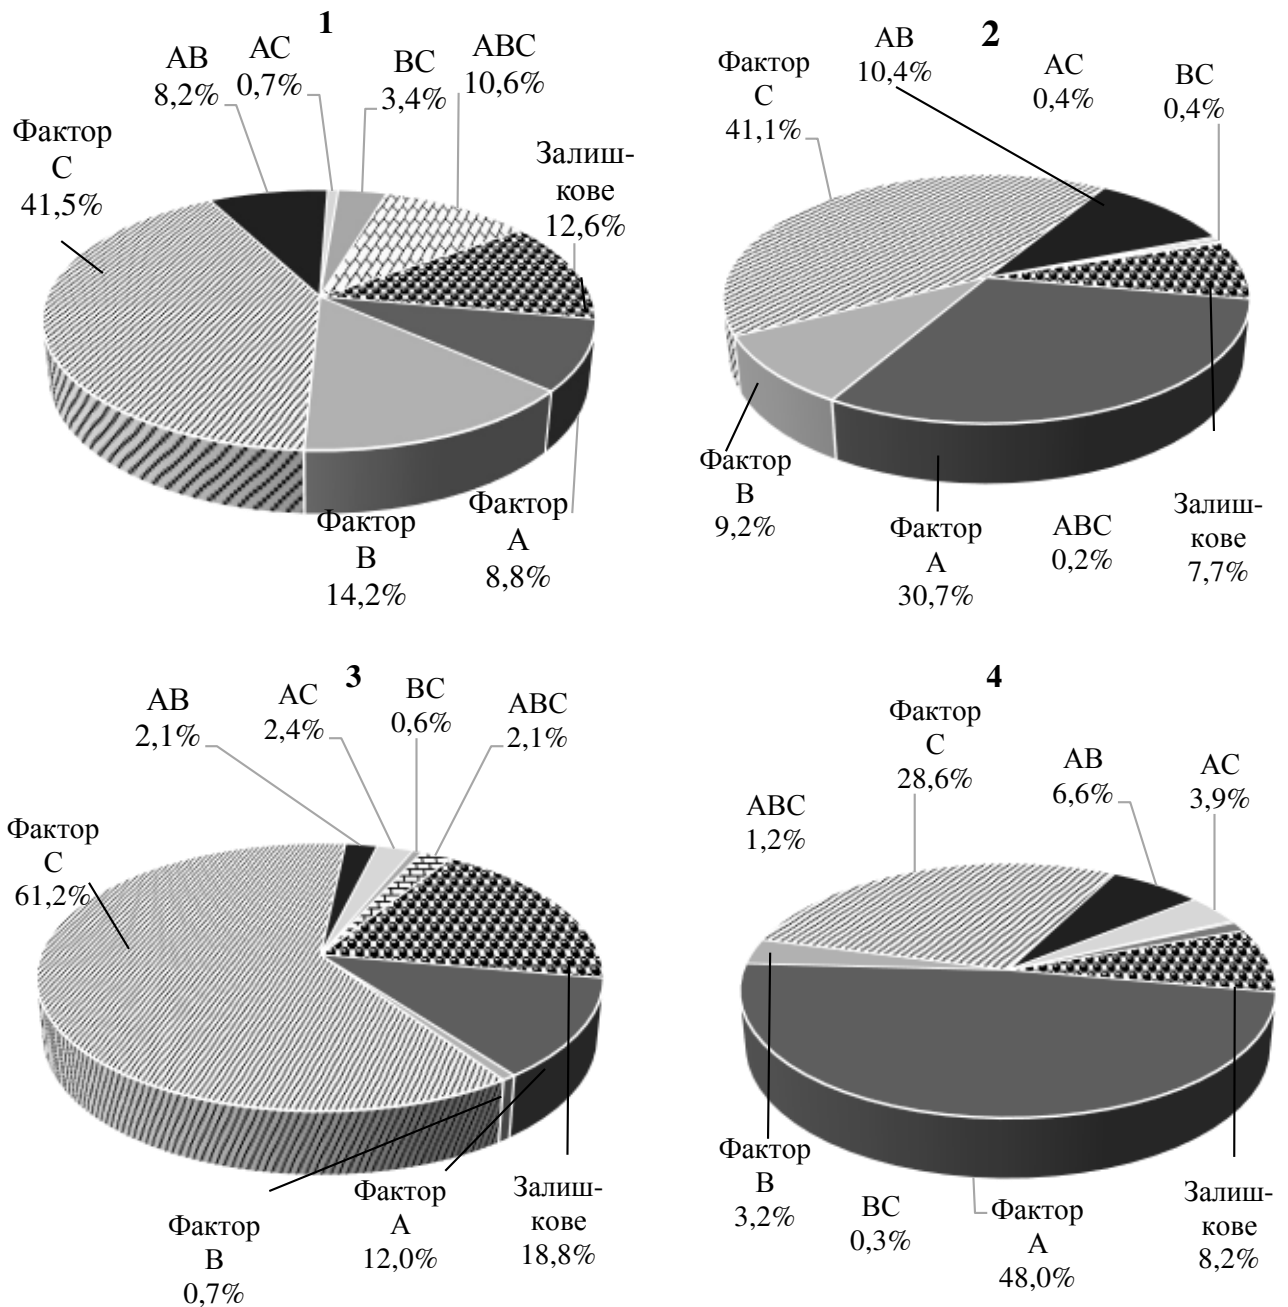 1
AB
8,2%
AC
0,7%
BC
3,4%
ABC
10,6%
Залиш-
кове
12,6%
Фактор
C
41,5%
Фактор
B
14,2%
Фактор
A
8,8%
2
Фактор
C
41,1%
AB
10,4%
AC
0,4%
BC
0,4%
Фактор
B
9,2%
Фактор
A
30,7%
ABC
0,2%
Залиш-
кове
7,7%
3
AB
2,1%
AC
2,4%
BC
0,6%
ABC
2,1%
Фактор
C
61,2%
Фактор
B
0,7%
Фактор
A
12,0%
Залиш-
кове
18,8%
4
Фактор
C
28,6%
ABC
1,2%
AB
6,6%
AC
3,9%
Фактор
B
3,2%
BC
0,3%
Фактор
A
48,0%
Залиш-
кове
8,2%